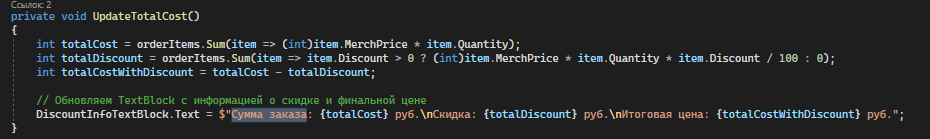 Ссылок: 2
private void UpdateTotalCost()
{
int totalCost = orderItems.Sum(item => (int)item.MerchPrice * item.Quantity);
int totalDiscount = orderItems.Sum(item => item.Discount > 0 ? (int)item.MerchPrice * item.Quantity * item.Discount / 100 : 0);
int totalCostWithDiscount = totalCost - totalDiscount;
// Обновляем TextBlock с информацией о скидке и финальной цене
DiscountInfoTextBlock.Text = $"Сумма заказа: {totalCost} руб.\nСкидка: {totalDiscount} руб.\nИтоговая цена: {totalCostWithDiscount} руб.";
}